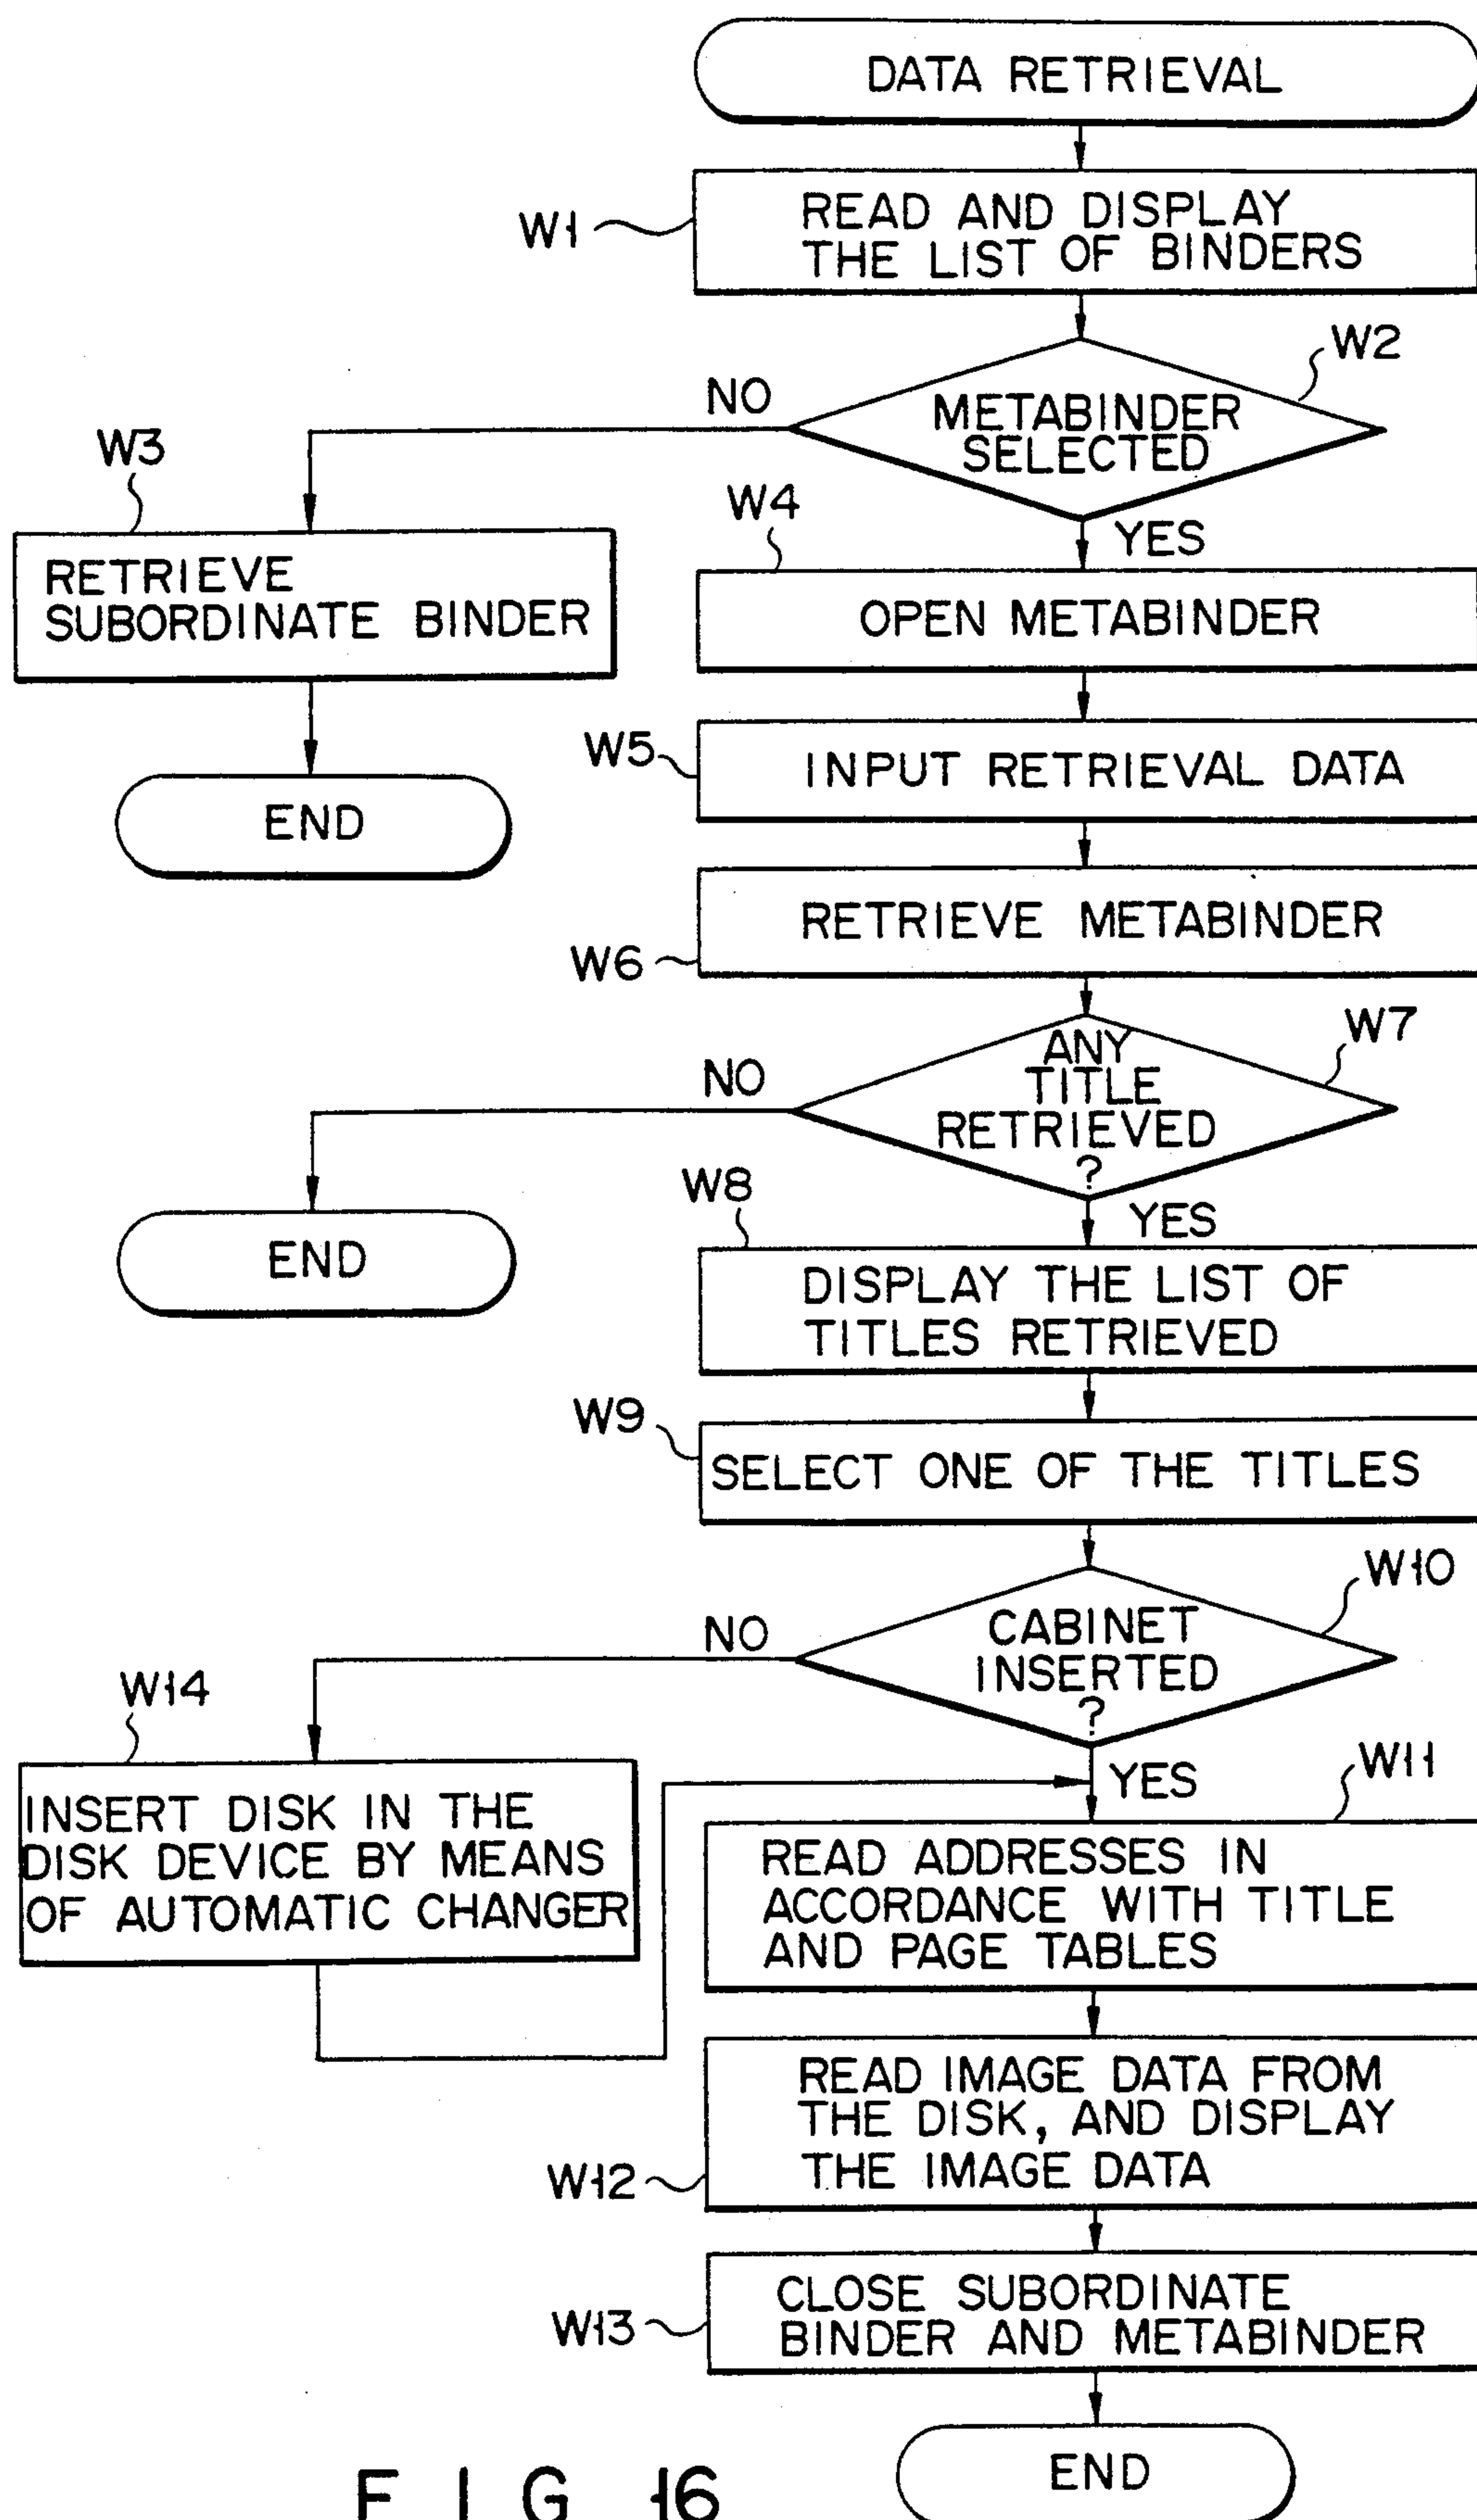 DATA RETRIEVAL
W1
READ AND DISPLAY
THE LIST OF BINDERS
W2
NO
METABINDER
SELECTED
W3
RETRIEVE
SUBORDINATE BINDER
END
YES
W4
OPEN METABINDER
W5
INPUT RETRIEVAL DATA
W6
RETRIEVE METABINDER
W7
NO
ANY
TITLE
RETRIEVED
?
END
YES
W8
DISPLAY THE LIST OF
TITLES RETRIEVED
W9
SELECT ONE OF THE TITLES
W10
NO
CABINET
INSERTED
?
W14
INSERT DISK IN THE
DISK DEVICE BY MEANS
OF AUTOMATIC CHANGER
YES
W11
READ ADDRESSES IN
ACCORDANCE WITH TITLE
AND PAGE TABLES
W12
READ IMAGE DATA FROM
THE DISK, AND DISPLAY
THE IMAGE DATA
W13
CLOSE SUBORDINATE
BINDER AND METABINDER
END
FIG 16